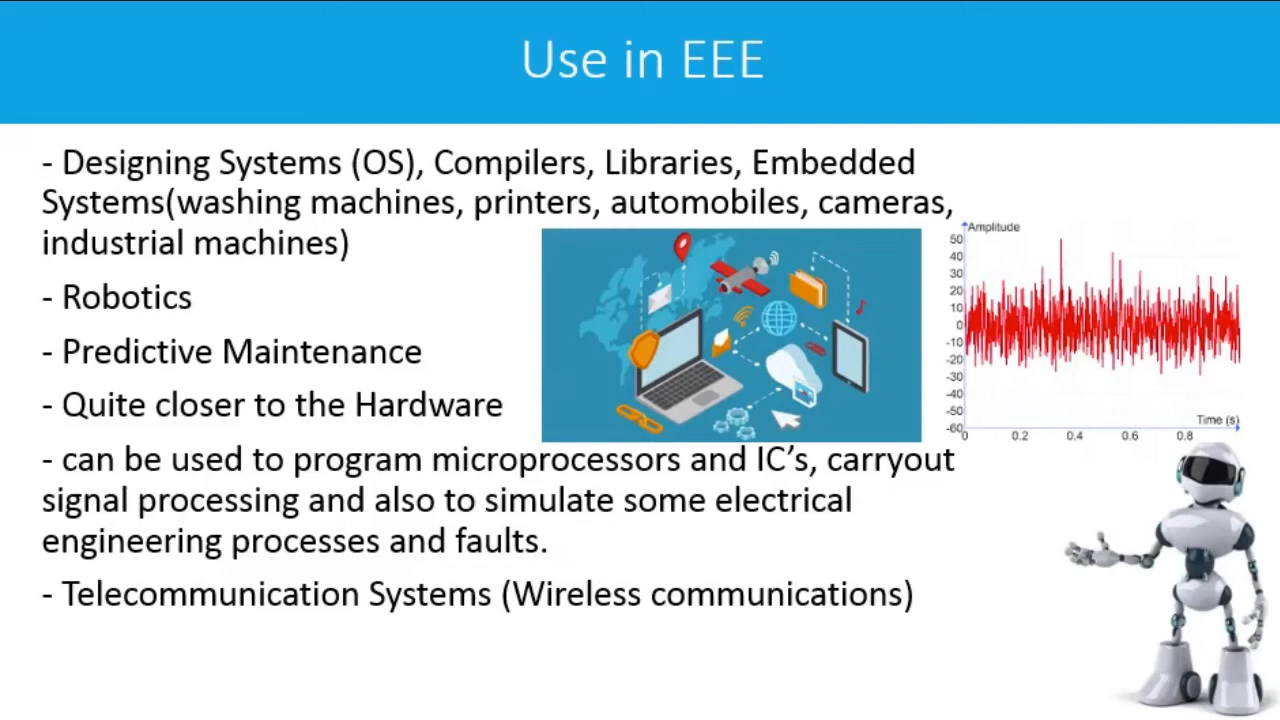 Use in EEE
- Designing Systems (OS), Compilers, Libraries, Embedded
Systems(washing machines, printers, automobiles, cameras,
industrial machines)
- Robotics
- Predictive Maintenance
- Quite closer to the Hardware
- can be used to program microprocessors and IC’s, carryout
signal processing and also to simulate some electrical
engineering processes and faults.
- Telecommunication Systems (Wireless communications)
Amplitude
50
40
30
20
10
0
-10
-20
-30
-40
-50
-60
Time (s)
0 0.2 0.4 0.6 0.8